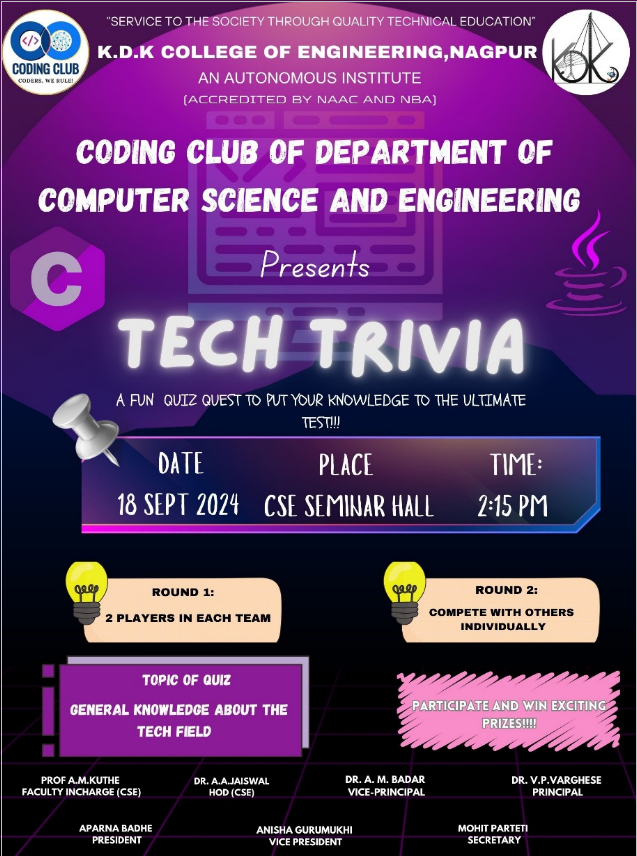 "SERVICE TO THE SOCIETY THROUGH QUALITY TECHNICAL EDUCATION"
K.D.K COLLEGE OF ENGINEERING,NAGPUR
AN AUTONOMOUS INSTITUTE
(ACCREDITED BY NAAC AND NBA)
</>
CODING CLUB
CODERS, WE RULE!
KDK
CODING CLUB OF DEPARTMENT OF
COMPUTER SCIENCE AND ENGINEERING
Presents
C
TECH TRIVIA
A FUN QUIZ QUEST TO PUT YOUR KNOWLEDGE TO THE ULTIMATE
TEST!!!
DATE PLACE TIME:
18 SEPT 2024 CSE SEMINAR HALL 2:15 PM
ROUND 1:
2 PLAYERS IN EACH TEAM
ROUND 2:
COMPETE WITH OTHERS
INDIVIDUALLY
TOPIC OF QUIZ
GENERAL KNOWLEDGE ABOUT THE
TECH FIELD
PARTICIPATE AND WIN EXCITING
PRIZES!!!!
PROF A.M.KUTHE
FACULTY INCHARGE (CSE)
DR. A.A.JAISWAL
HOD (CSE)
DR. A. M. BADAR
VICE-PRINCIPAL
DR. V.P.VARGHESE
PRINCIPAL
APARNA BADHE
PRESIDENT
ANISHA GURUMUKHI
VICE PRESIDENT
MOHIT PARTETI
SECRETARY